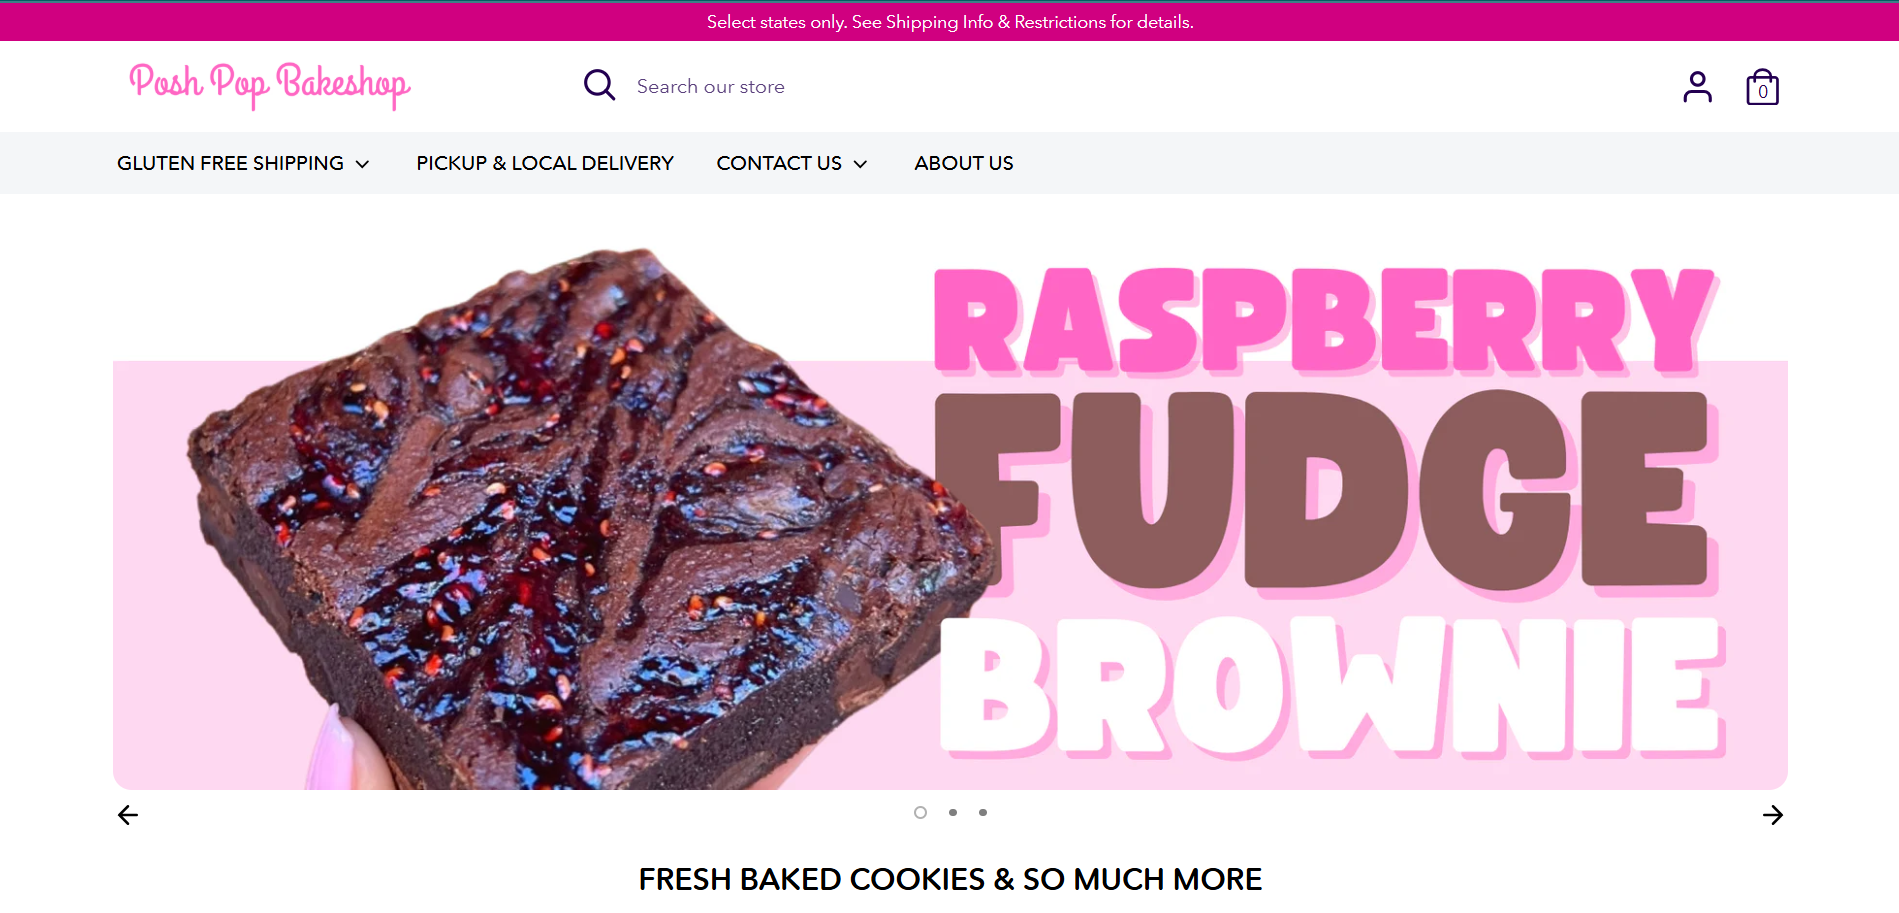 Select states only. See Shipping Info & Restrictions for details.
Posh Pop Bakeshop
Search our store
0
GLUTEN FREE SHIPPING
PICKUP & LOCAL DELIVERY
CONTACT US
ABOUT US
RASPBERRY
FUDGE
BROWNIE
FRESH BAKED COOKIES & SO MUCH MORE